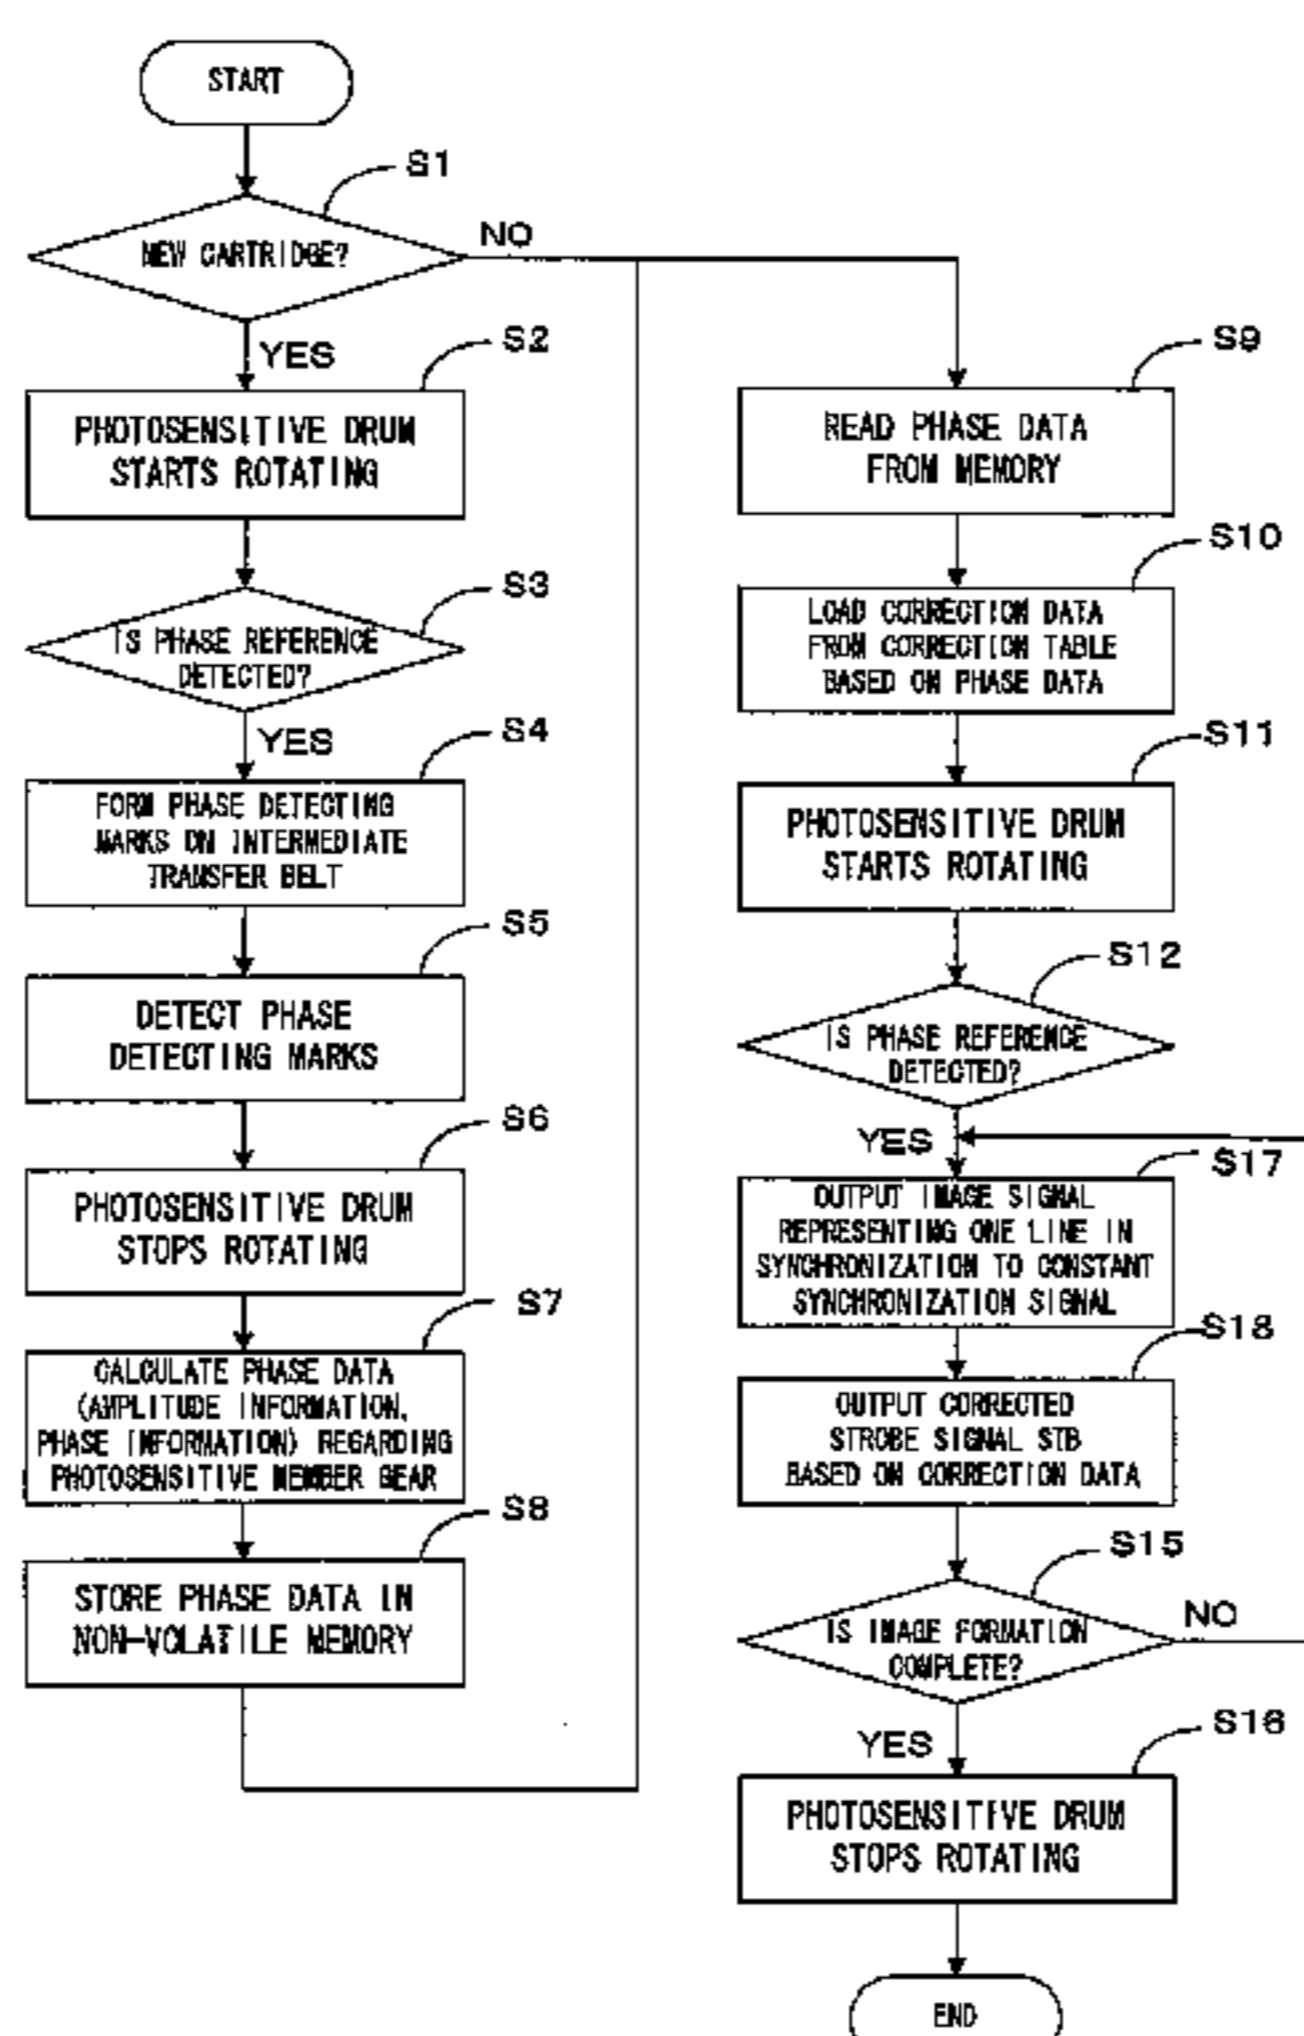 START
S1
NEW CARTRIDGE?
NO
YES
S2
PHOTOSENSITIVE DRUM
STARTS ROTATING
S3
IS PHASE REFERENCE
DETECTED?
YES
S4
FORM PHASE DETECTING
MARKS ON INTERMEDIATE
TRANSFER BELT
S5
DETECT PHASE
DETECTING MARKS
S6
PHOTOSENSITIVE DRUM
STOPS ROTATING
S7
CALCULATE PHASE DATA
(AMPLITUDE INFORMATION,
PHASE INFORMATION) REGARDING
PHOTOSENSITIVE MEMBER GEAR
S8
STORE PHASE DATA IN
NON-VOLATILE MEMORY
S9
READ PHASE DATA
FROM MEMORY
S10
LOAD CORRECTION DATA
FROM CORRECTION TABLE
BASED ON PHASE DATA
S11
PHOTOSENSITIVE DRUM
STARTS ROTATING
S12
IS PHASE REFERENCE
DETECTED?
YES
S17
OUTPUT IMAGE SIGNAL
REPRESENTING ONE LINE IN
SYNCHRONIZATION TO CONSTANT
SYNCHRONIZATION SIGNAL
S18
OUTPUT CORRECTED
STROBE SIGNAL STB
BASED ON CORRECTION DATA
S15
IS IMAGE FORMATION
COMPLETE?
NO
YES
S16
PHOTOSENSITIVE DRUM
STOPS ROTATING
END